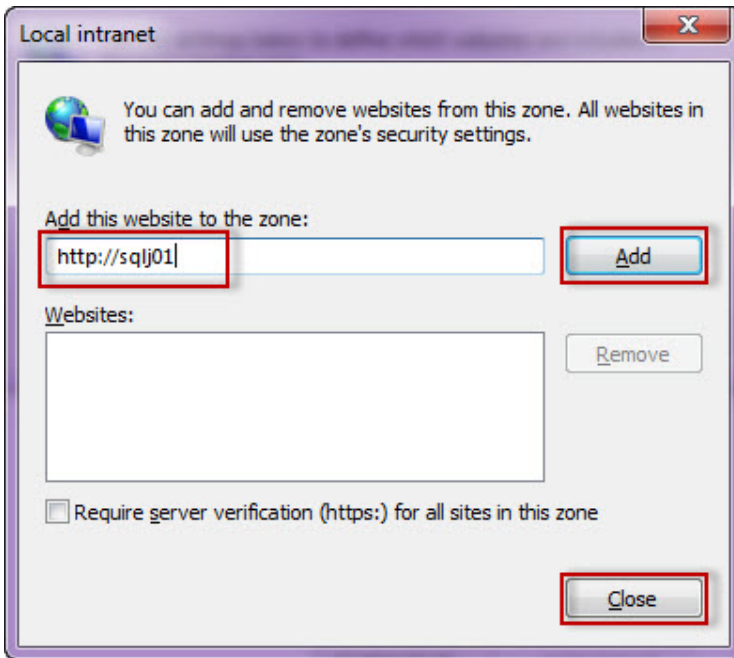 Local intranet
You can add and remove websites from this zone. All websites in
this zone will use the zone's security settings.
Add this website to the zone:
http://sqlj01
Add
Websites:
Remove
Require server verification (https:) for all sites in this zone
Close